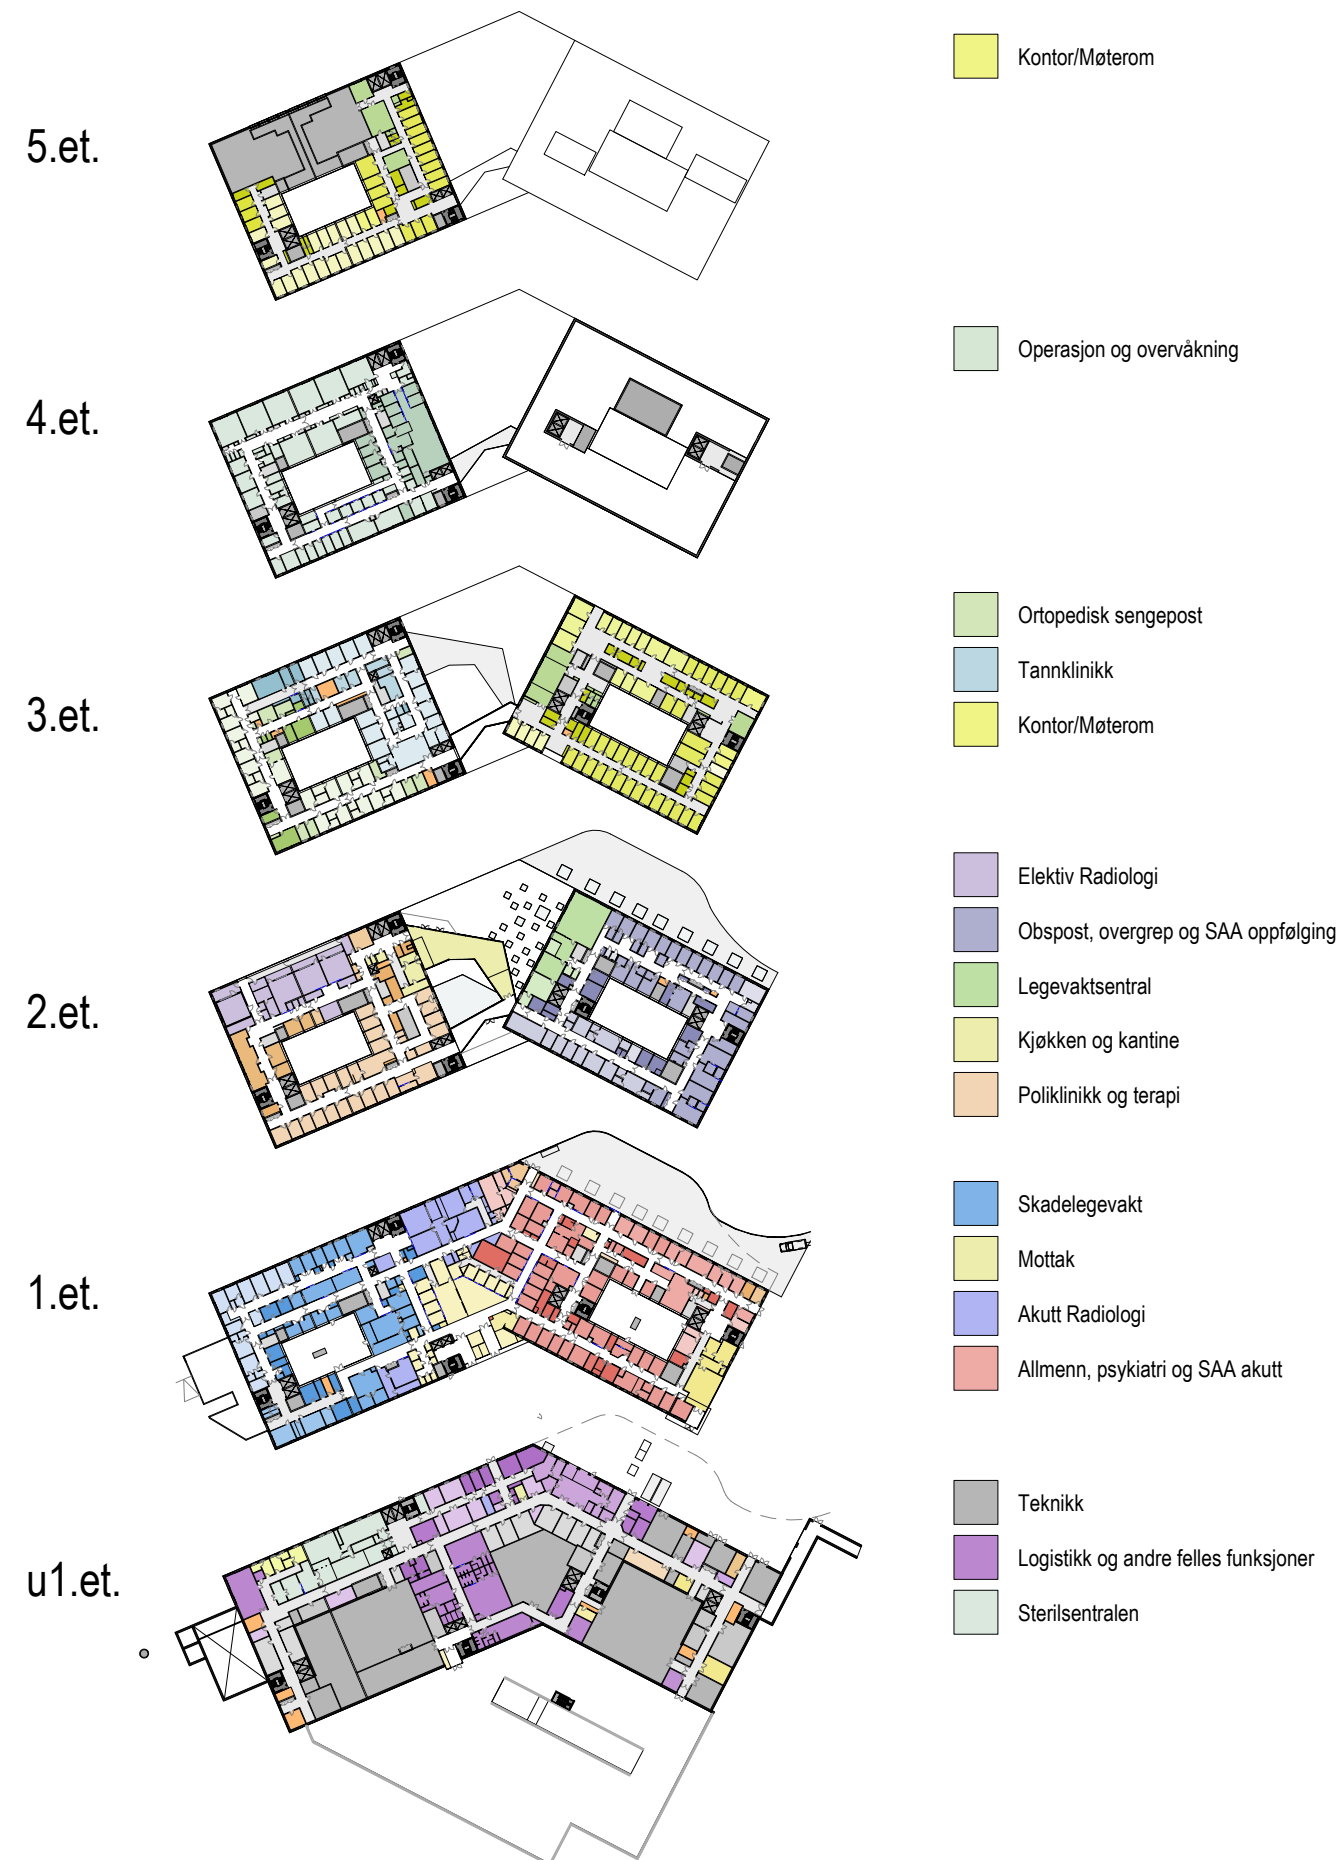 5.et.
Kontor/Møterom
4.et.
Operasjon og overvåkning
3.et.
Ortopedisk sengepost
Tannklinikk
Kontor/Møterom
2.et.
Elektiv Radiologi
Obspost, overgrep og SAA oppfølging
Legevaktsentral
Kjøkken og kantine
Poliklinikk og terapi
1.et.
Skadelegevakt
Mottak
Akutt Radiologi
Allmenn, psykiatri og SAA akutt
u1.et.
Teknikk
Logistikk og andre felles funksjoner
Sterilsentralen